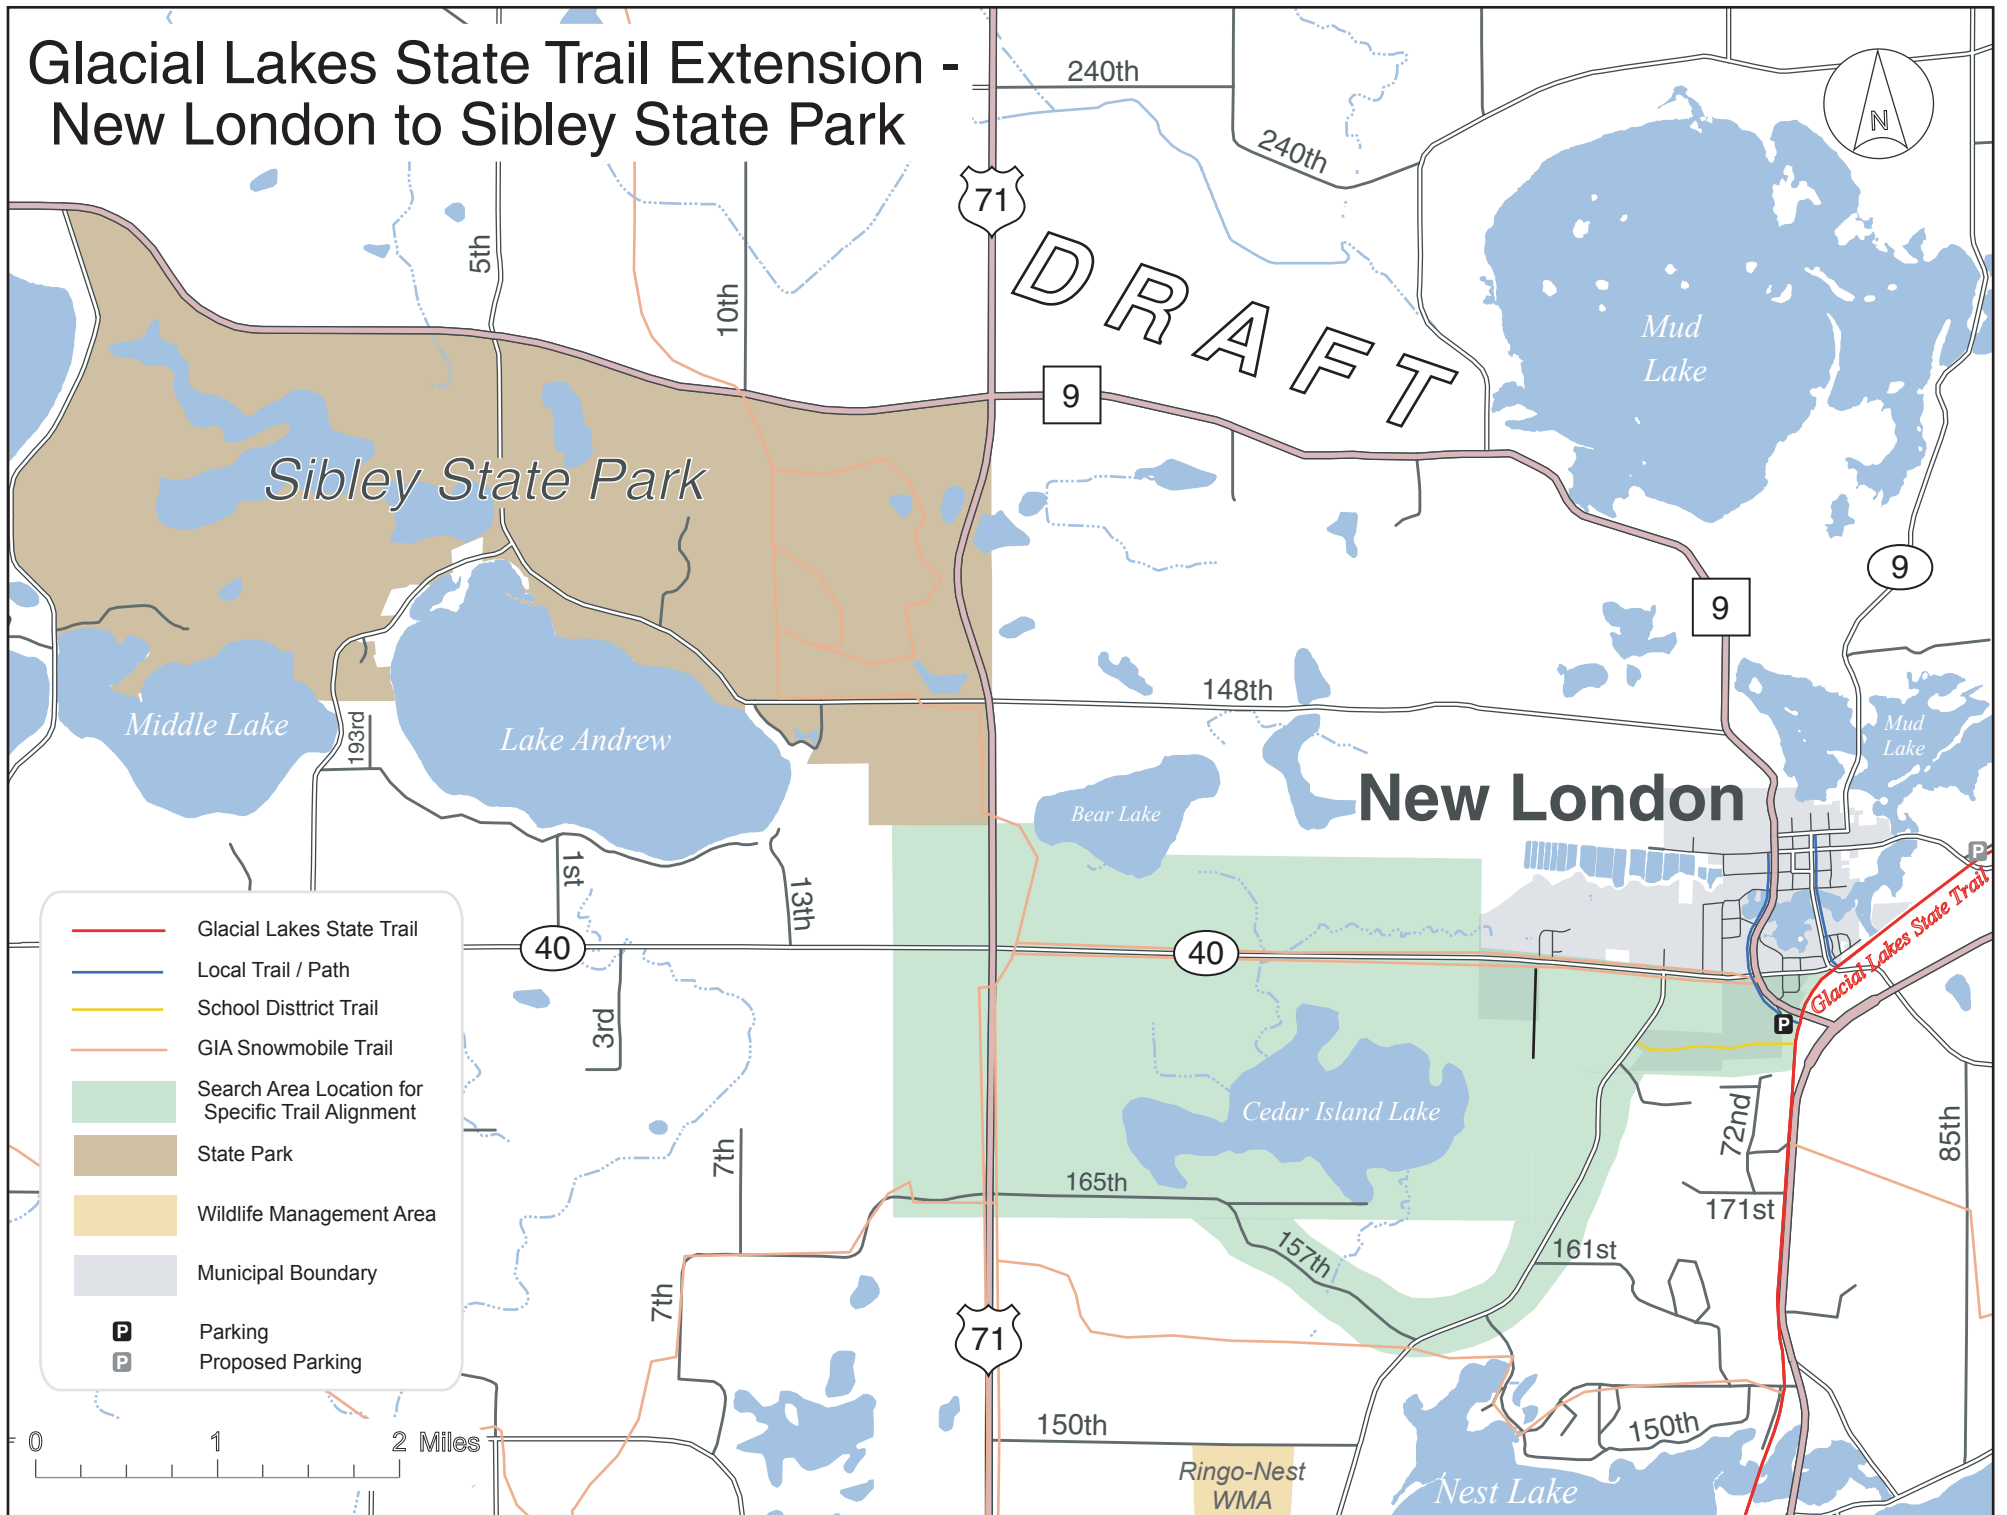 Glacial Lakes State Trail Extension -
New London to Sibley State Park
240th
240th
71
N
5th
10th
DRAFT
Mud
Lake
9
Sibley State Park
9
9
148th
Middle Lake
193rd
Lake Andrew
Mud
Lake
New London
Bear Lake
P
1st
13th
Glacial Lakes State Trail
40
40
3rd
P
Cedar Island Lake
72nd
85th
7th
165th
171st
157th
161st
7th
71
150th
150th
Ringo-Nest
WMA
Nest Lake
Glacial Lakes State Trail
Local Trail / Path
School Disttrict Trail
GIA Snowmobile Trail
Search Area Location for
Specific Trail Alignment
State Park
Wildlife Management Area
Municipal Boundary
P Parking
P Proposed Parking
0 1 2 Miles